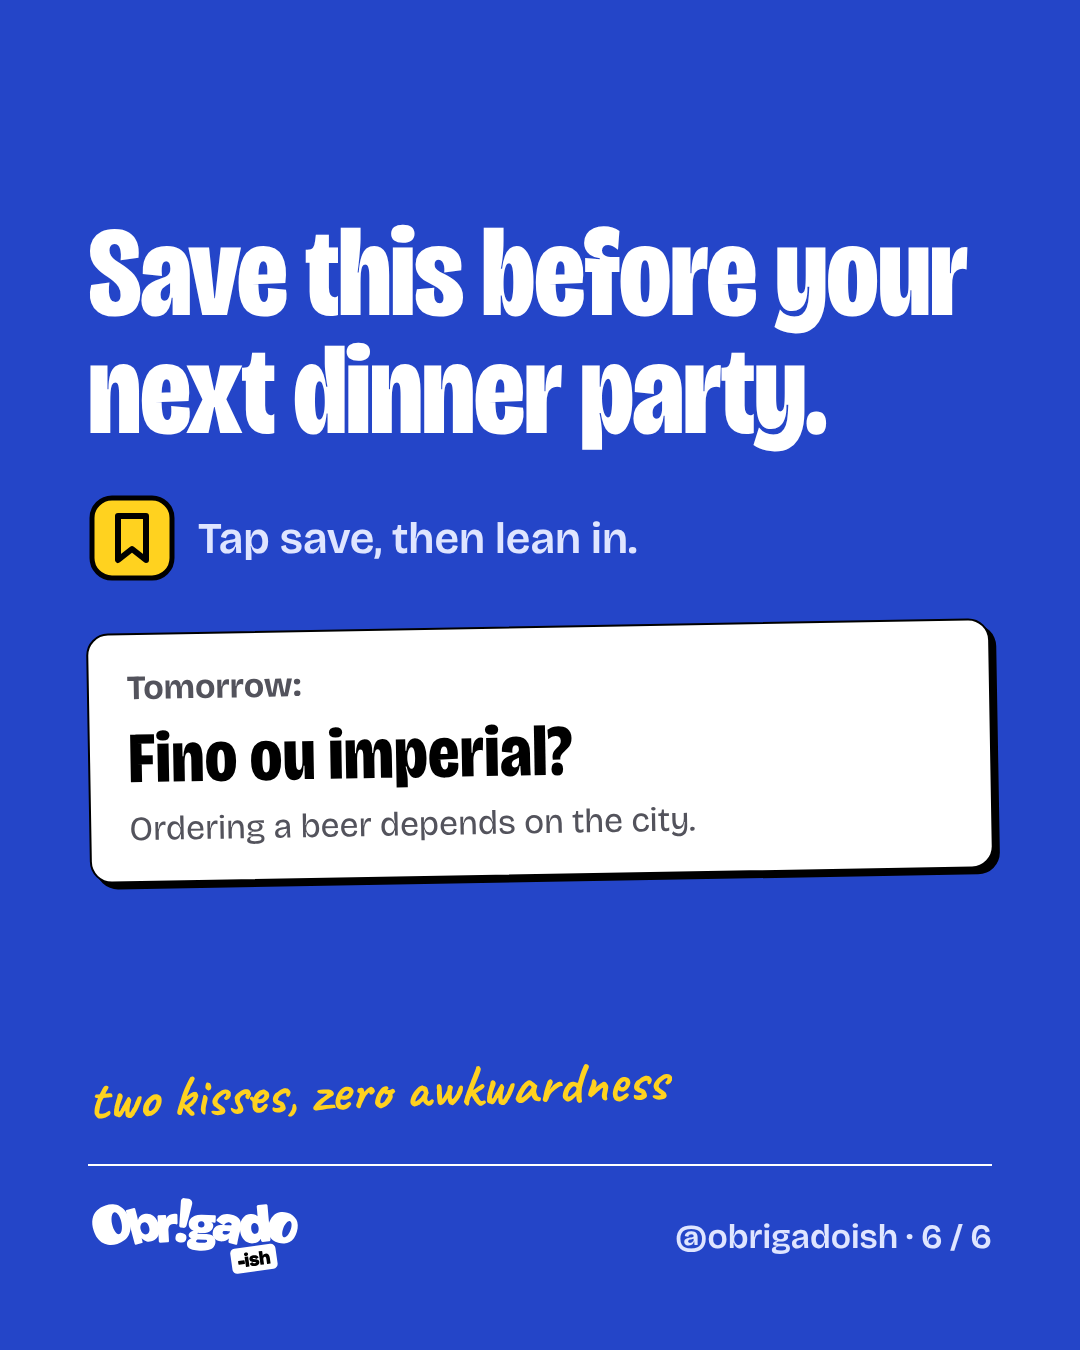 Save this before your
next dinner party.
Tap save, then lean in.
Tomorrow:
Fino ou imperial?
Ordering a beer depends on the city.
two kisses, zero awkwardness
Obr!gado
-ish
@obrigadoish · 6 / 6